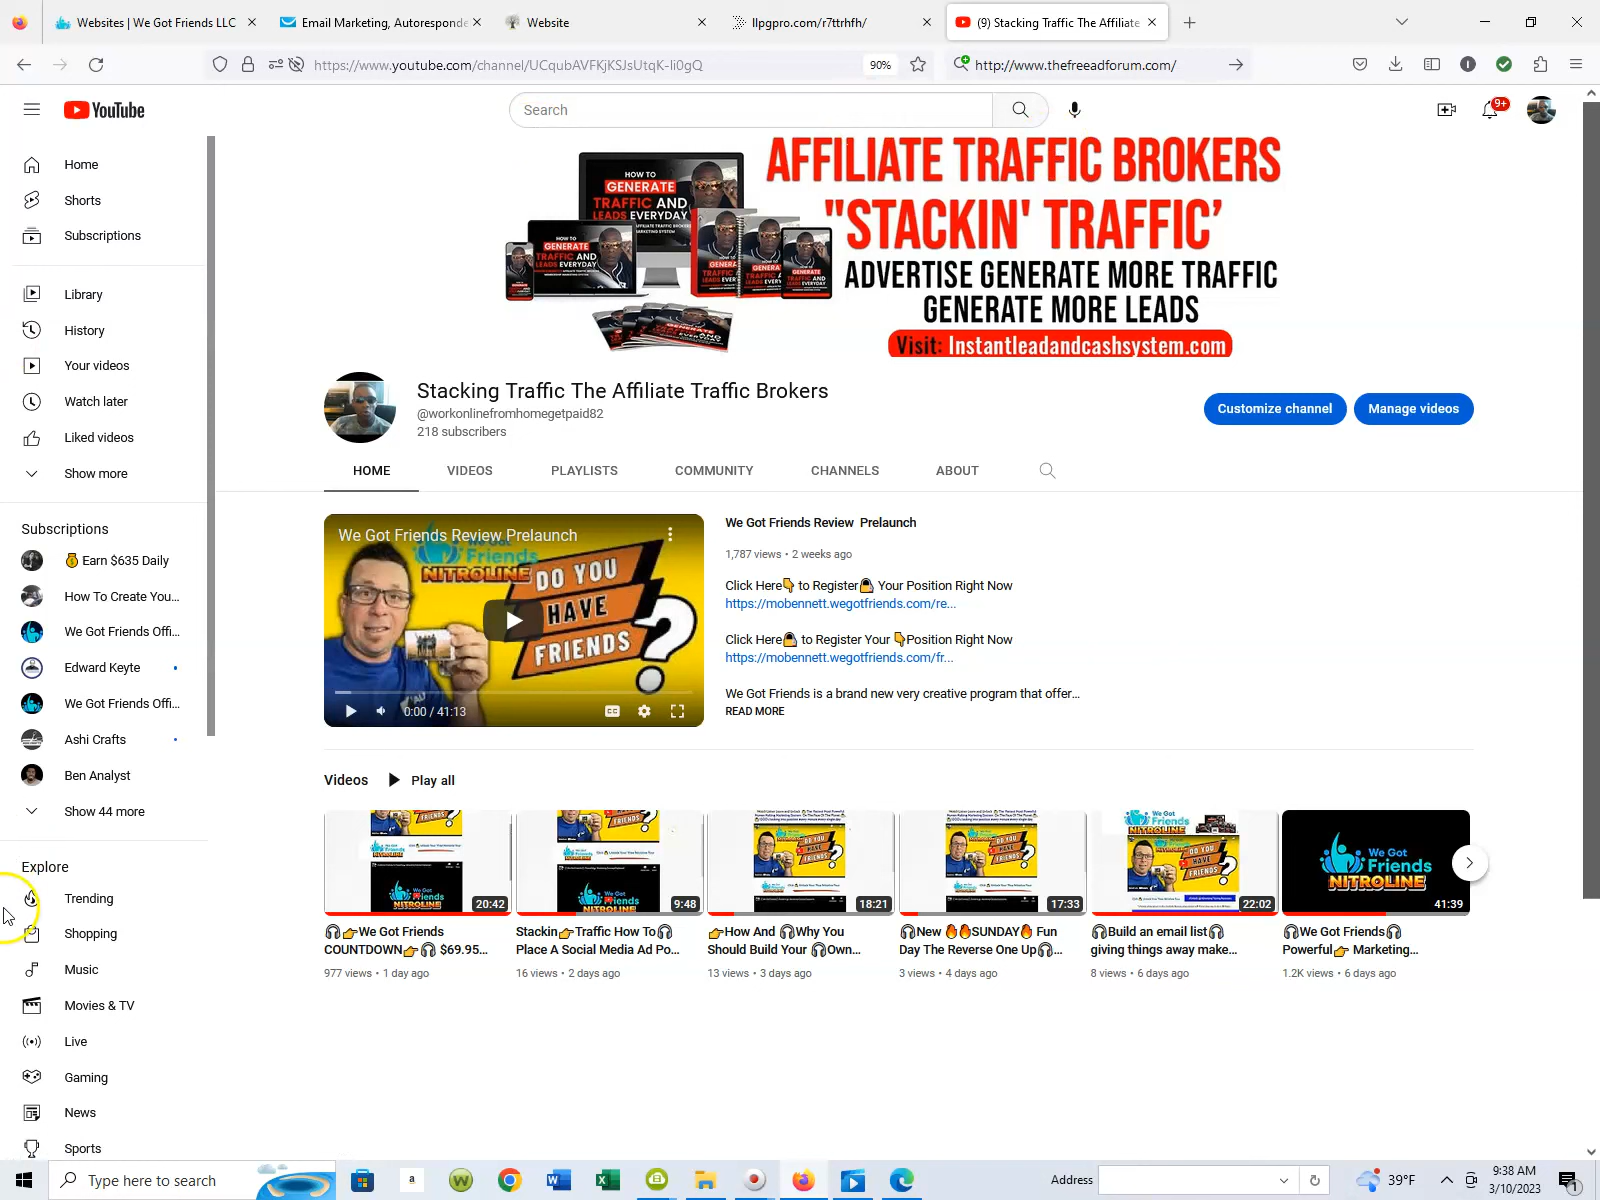 Websites | We Got Friends LLC
Email Marketing, Autoresponde
Website
llpgpro.com/r7ttrhfh/
(9) Stacking Traffic The Affiliate
https://www.youtube.com/channel/UCqubAVFKjKSJsUtqK-li0gQ
90%
http://www.thefreeadforum.com/
YouTube
Search
9+
Home
Shorts
Subscriptions
Library
History
Your videos
Watch later
Liked videos
Show more
Subscriptions
Earn $635 Daily
How To Create You...
We Got Friends Offi...
Edward Keyte
We Got Friends Offi...
Ashi Crafts
Ben Analyst
Show 44 more
Explore
Trending
Shopping
Music
Movies & TV
Live
Gaming
News
Sports
HOW TO
GENERATE
TRAFFIC AND
LEADS EVERYDAY
AFFILIATE TRAFFIC BROKERS
"STACKIN' TRAFFIC’
ADVERTISE GENERATE MORE TRAFFIC
GENERATE MORE LEADS
Visit: Instantleadandcashsystem.com
Stacking Traffic The Affiliate Traffic Brokers
@workonlinefromhomegetpaid82
218 subscribers
Customize channel
Manage videos
HOME
VIDEOS
PLAYLISTS
COMMUNITY
CHANNELS
ABOUT
We Got Friends Review Prelaunch
Friends
NITROLINE
DO YOU
HAVE
FRIENDS
?
0:00 / 41:13
We Got Friends Review Prelaunch
1,787 views • 2 weeks ago
Click Here👇 to Register Your Position Right Now
https://mobennett.wegotfriends.com/re...
Click Here to Register Your 👇Position Right Now
https://mobennett.wegotfriends.com/fr...
We Got Friends is a brand new very creative program that offer...
READ MORE
Videos
Play all
20:42
🎧👉We Got Friends
COUNTDOWN👉🎧 $69.95...
977 views • 1 day ago
9:48
Stackin👉Traffic How To🎧
Place A Social Media Ad Po...
16 views • 2 days ago
18:21
👉How And 🎧Why You
Should Build Your 🎧Own...
13 views • 3 days ago
17:33
🎧New 🔥🔥SUNDAY🔥 Fun
Day The Reverse One Up🎧...
3 views • 4 days ago
22:02
🎧Build an email list🎧
giving things away make...
8 views • 6 days ago
We Got
Friends
NITROLINE
41:39
🎧We Got Friends🎧
Powerful👉 Marketing...
1.2K views • 6 days ago
Type here to search
Address
39°F
9:38 AM
3/10/2023
1